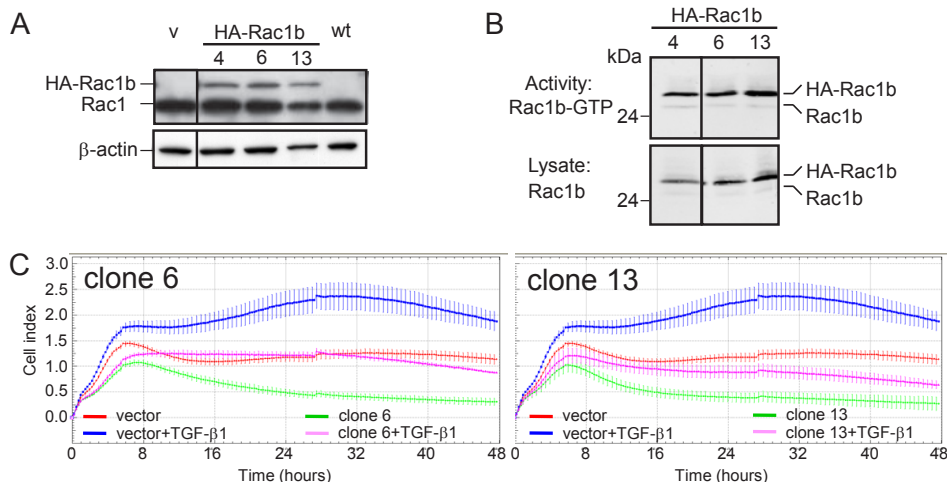 A
v HA-Rac1b wt
4 6 13
HA-Rac1b
Rac1
β-actin
B
HA-Rac1b
kDa 4 6 13
Activity:
Rac1b-GTP
24
HA-Rac1b
Rac1b
Lysate:
Rac1b
24
HA-Rac1b
Rac1b
C
clone 6
Cell index
3.0
2.5
2.0
1.5
1.0
0.5
0.0
vector
vector+TGF-β1
clone 6
clone 6+TGF-β1
0 8 16 24 32 40 48
Time (hours)
clone 13
vector
vector+TGF-β1
clone 13
clone 13+TGF-β1
0 8 16 24 32 40 48
Time (hours)